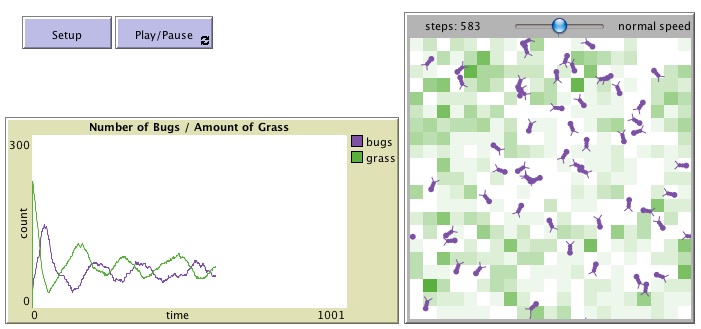 Setup
Play/Pause
steps: 583
normal speed
Number of Bugs / Amount of Grass
300
bugs
grass
count
0
0
time
1001